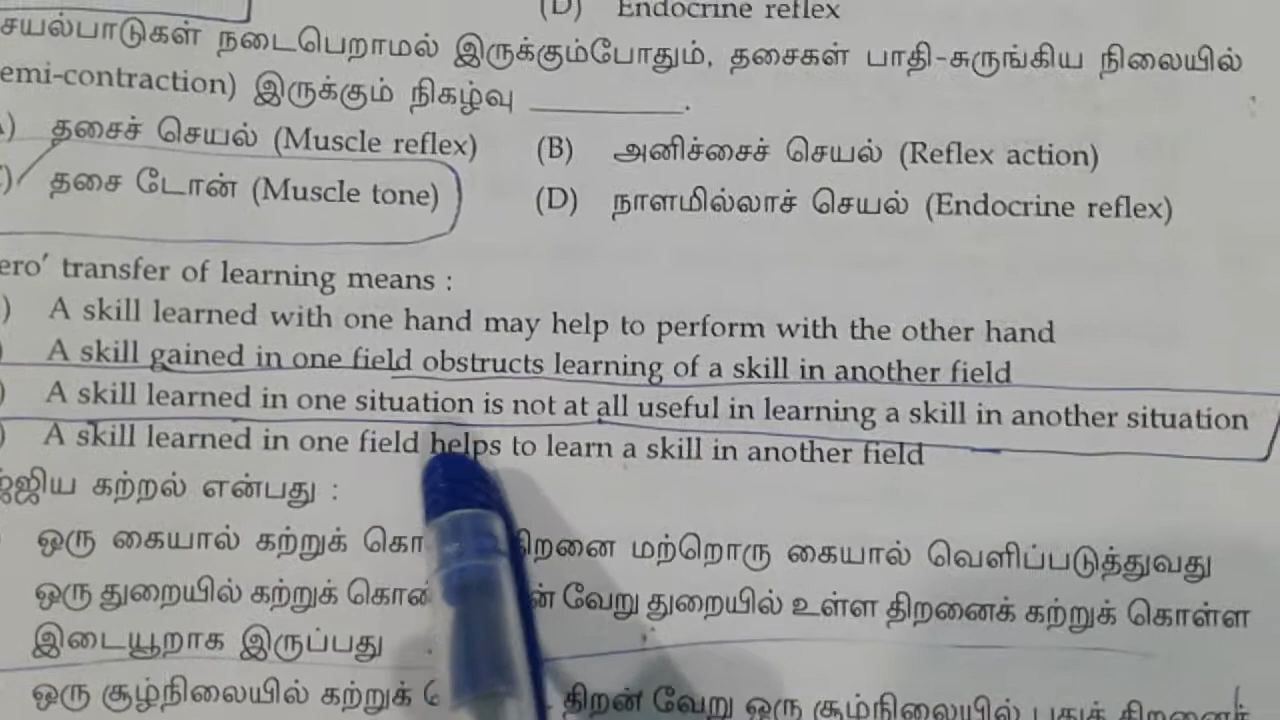 (D) Endocrine reflex
செயல்பாடுகள் நடைபெறாமல் இருக்கும்போதும், தசைகள் பாதி-சுருங்கிய நிலையில்
emi-contraction) இருக்கும் நிகழ்வு __________.
) தசைச் செயல் (Muscle reflex) (B) அனிச்சைச் செயல் (Reflex action)
) தசை டோன் (Muscle tone) (D) நாளமில்லாச் செயல் (Endocrine reflex)
ero' transfer of learning means :
) A skill learned with one hand may help to perform with the other hand
) A skill gained in one field obstructs learning of a skill in another field
) A skill learned in one situation is not at all useful in learning a skill in another situation
) A skill learned in one field helps to learn a skill in another field
ஜ்ஜிய கற்றல் என்பது :
ஒரு கையால் கற்றுக் மற்றொரு கையால் வெளிப்படுத்துவது
ஒரு துறையில் கற்றுக் வேறு துறையில் உள்ள திறனைக் கற்றுக் கொள்ள
இடையூறாக இருப்பது
ஒரு சூழ்நிலையில் கற்றுக் திறன் வேறு ஒரு சூழ்நிலையில்